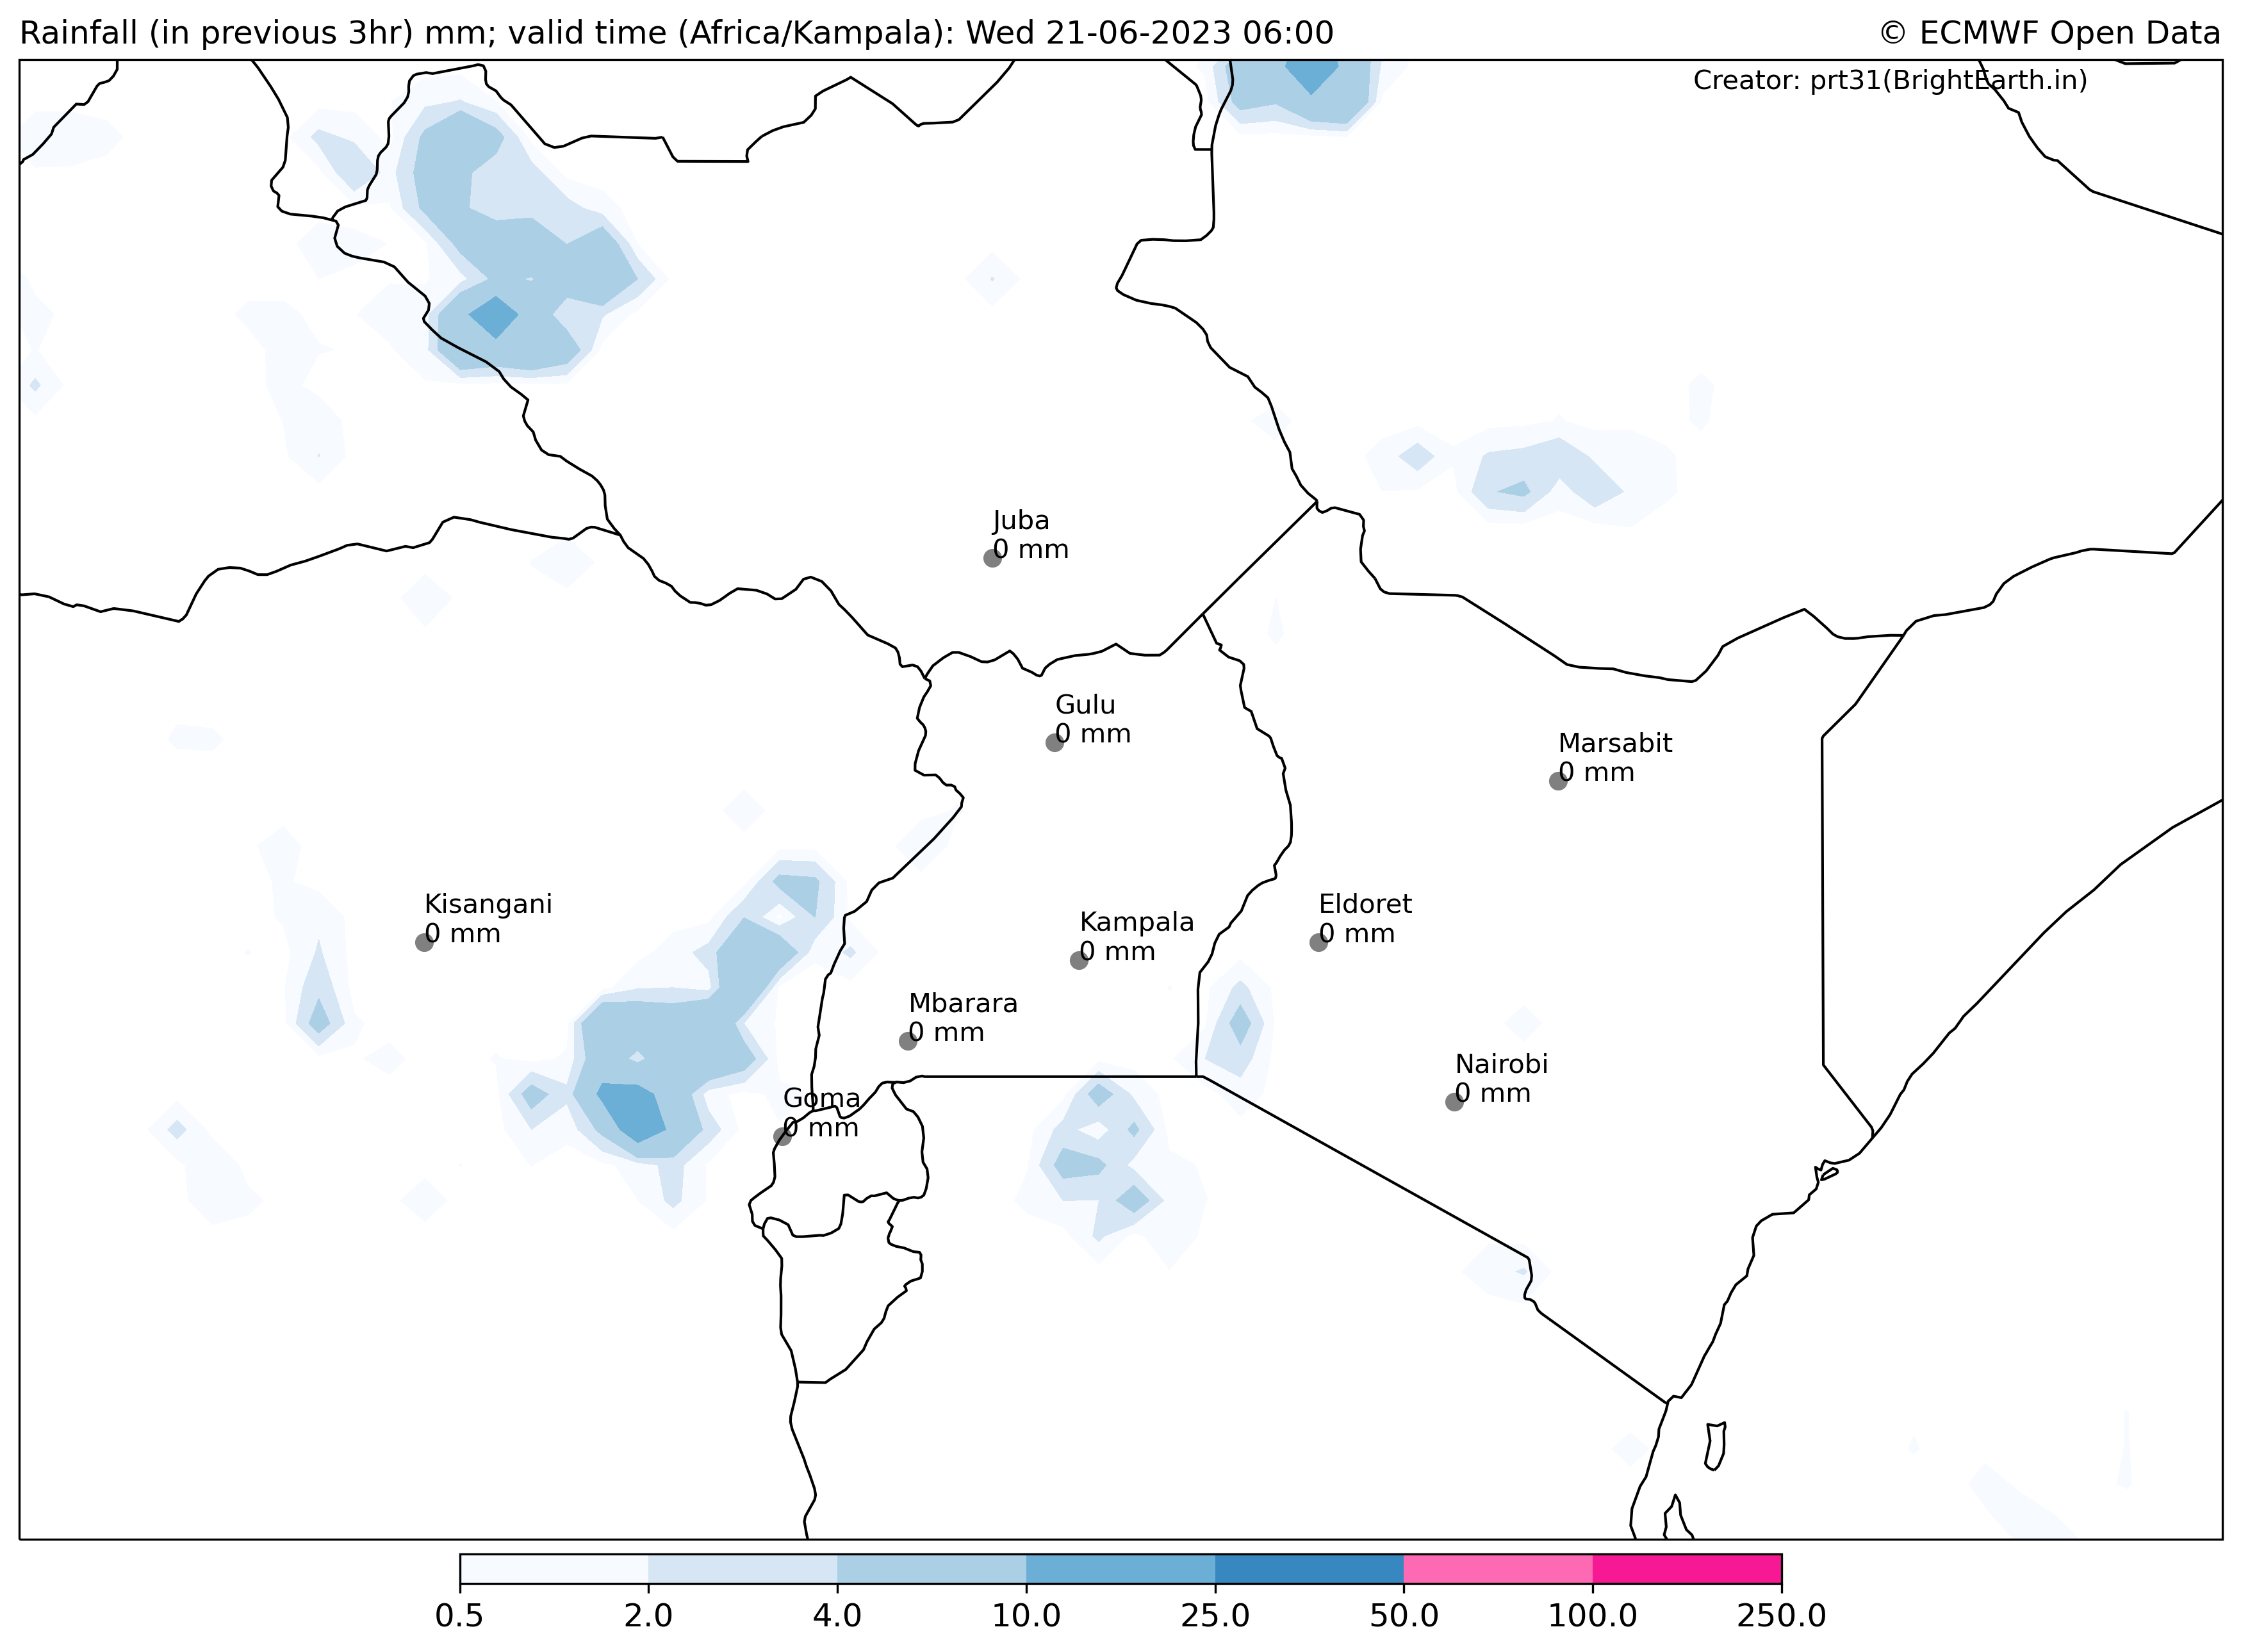 Rainfall (in previous 3hr) mm; valid time (Africa/Kampala): Wed 21-06-2023 06:00
© ECMWF Open Data
Creator: prt31(BrightEarth.in)
Juba
0 mm
Gulu
0 mm
Marsabit
0 mm
Kisangani
0 mm
Eldoret
0 mm
Kampala
0 mm
Mbarara
0 mm
Nairobi
0 mm
Goma
0 mm
0.5 2.0 4.0 10.0 25.0 50.0 100.0 250.0